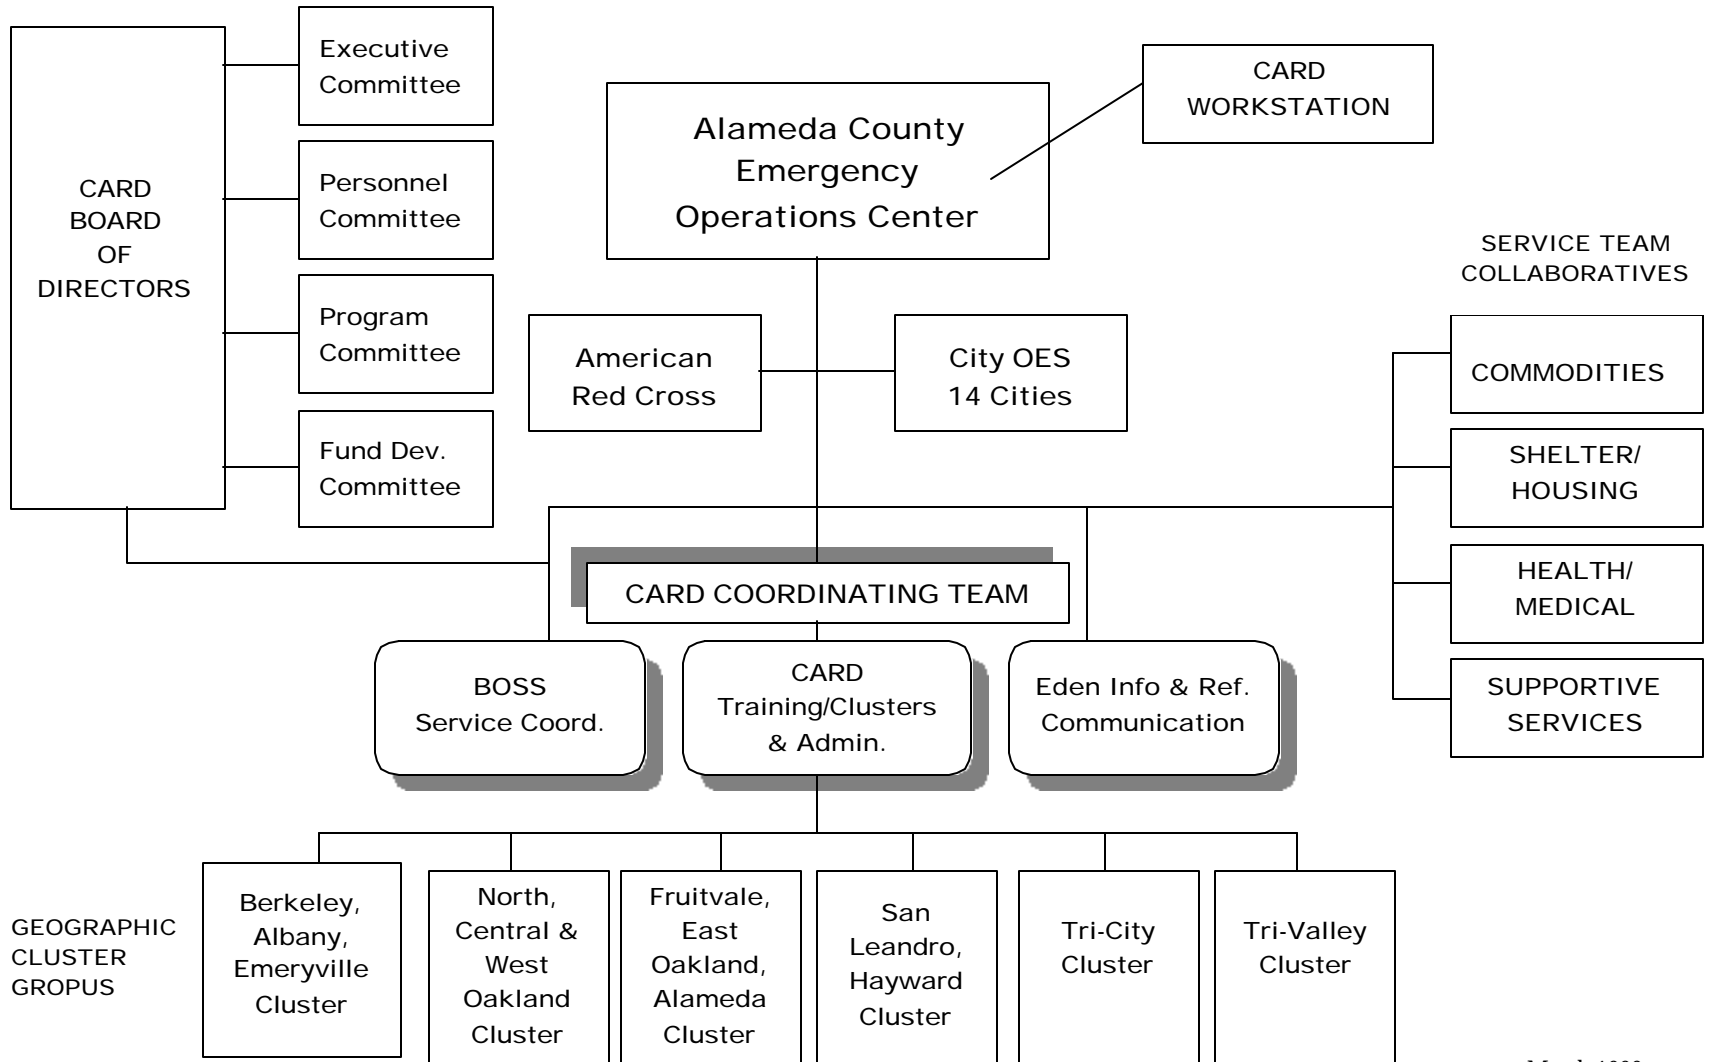 Executive
Committee
CARD
WORKSTATION
Alameda County
Emergency
Operations Center
CARD
BOARD
OF
DIRECTORS
Personnel
Committee
SERVICE TEAM
COLLABORATIVES
Program
Committee
American
Red Cross
City OES
14 Cities
COMMODITIES
Fund Dev.
Committee
SHELTER/
HOUSING
CARD COORDINATING TEAM
HEALTH/
MEDICAL
BOSS
Service Coord.
CARD
Training/Clusters
& Admin.
Eden Info & Ref.
Communication
SUPPORTIVE
SERVICES
GEOGRAPHIC
CLUSTER
GROPUS
Berkeley,
Albany,
Emeryville
Cluster
North,
Central &
West
Oakland
Cluster
Fruitvale,
East
Oakland,
Alameda
Cluster
San
Leandro,
Hayward
Cluster
Tri-City
Cluster
Tri-Valley
Cluster